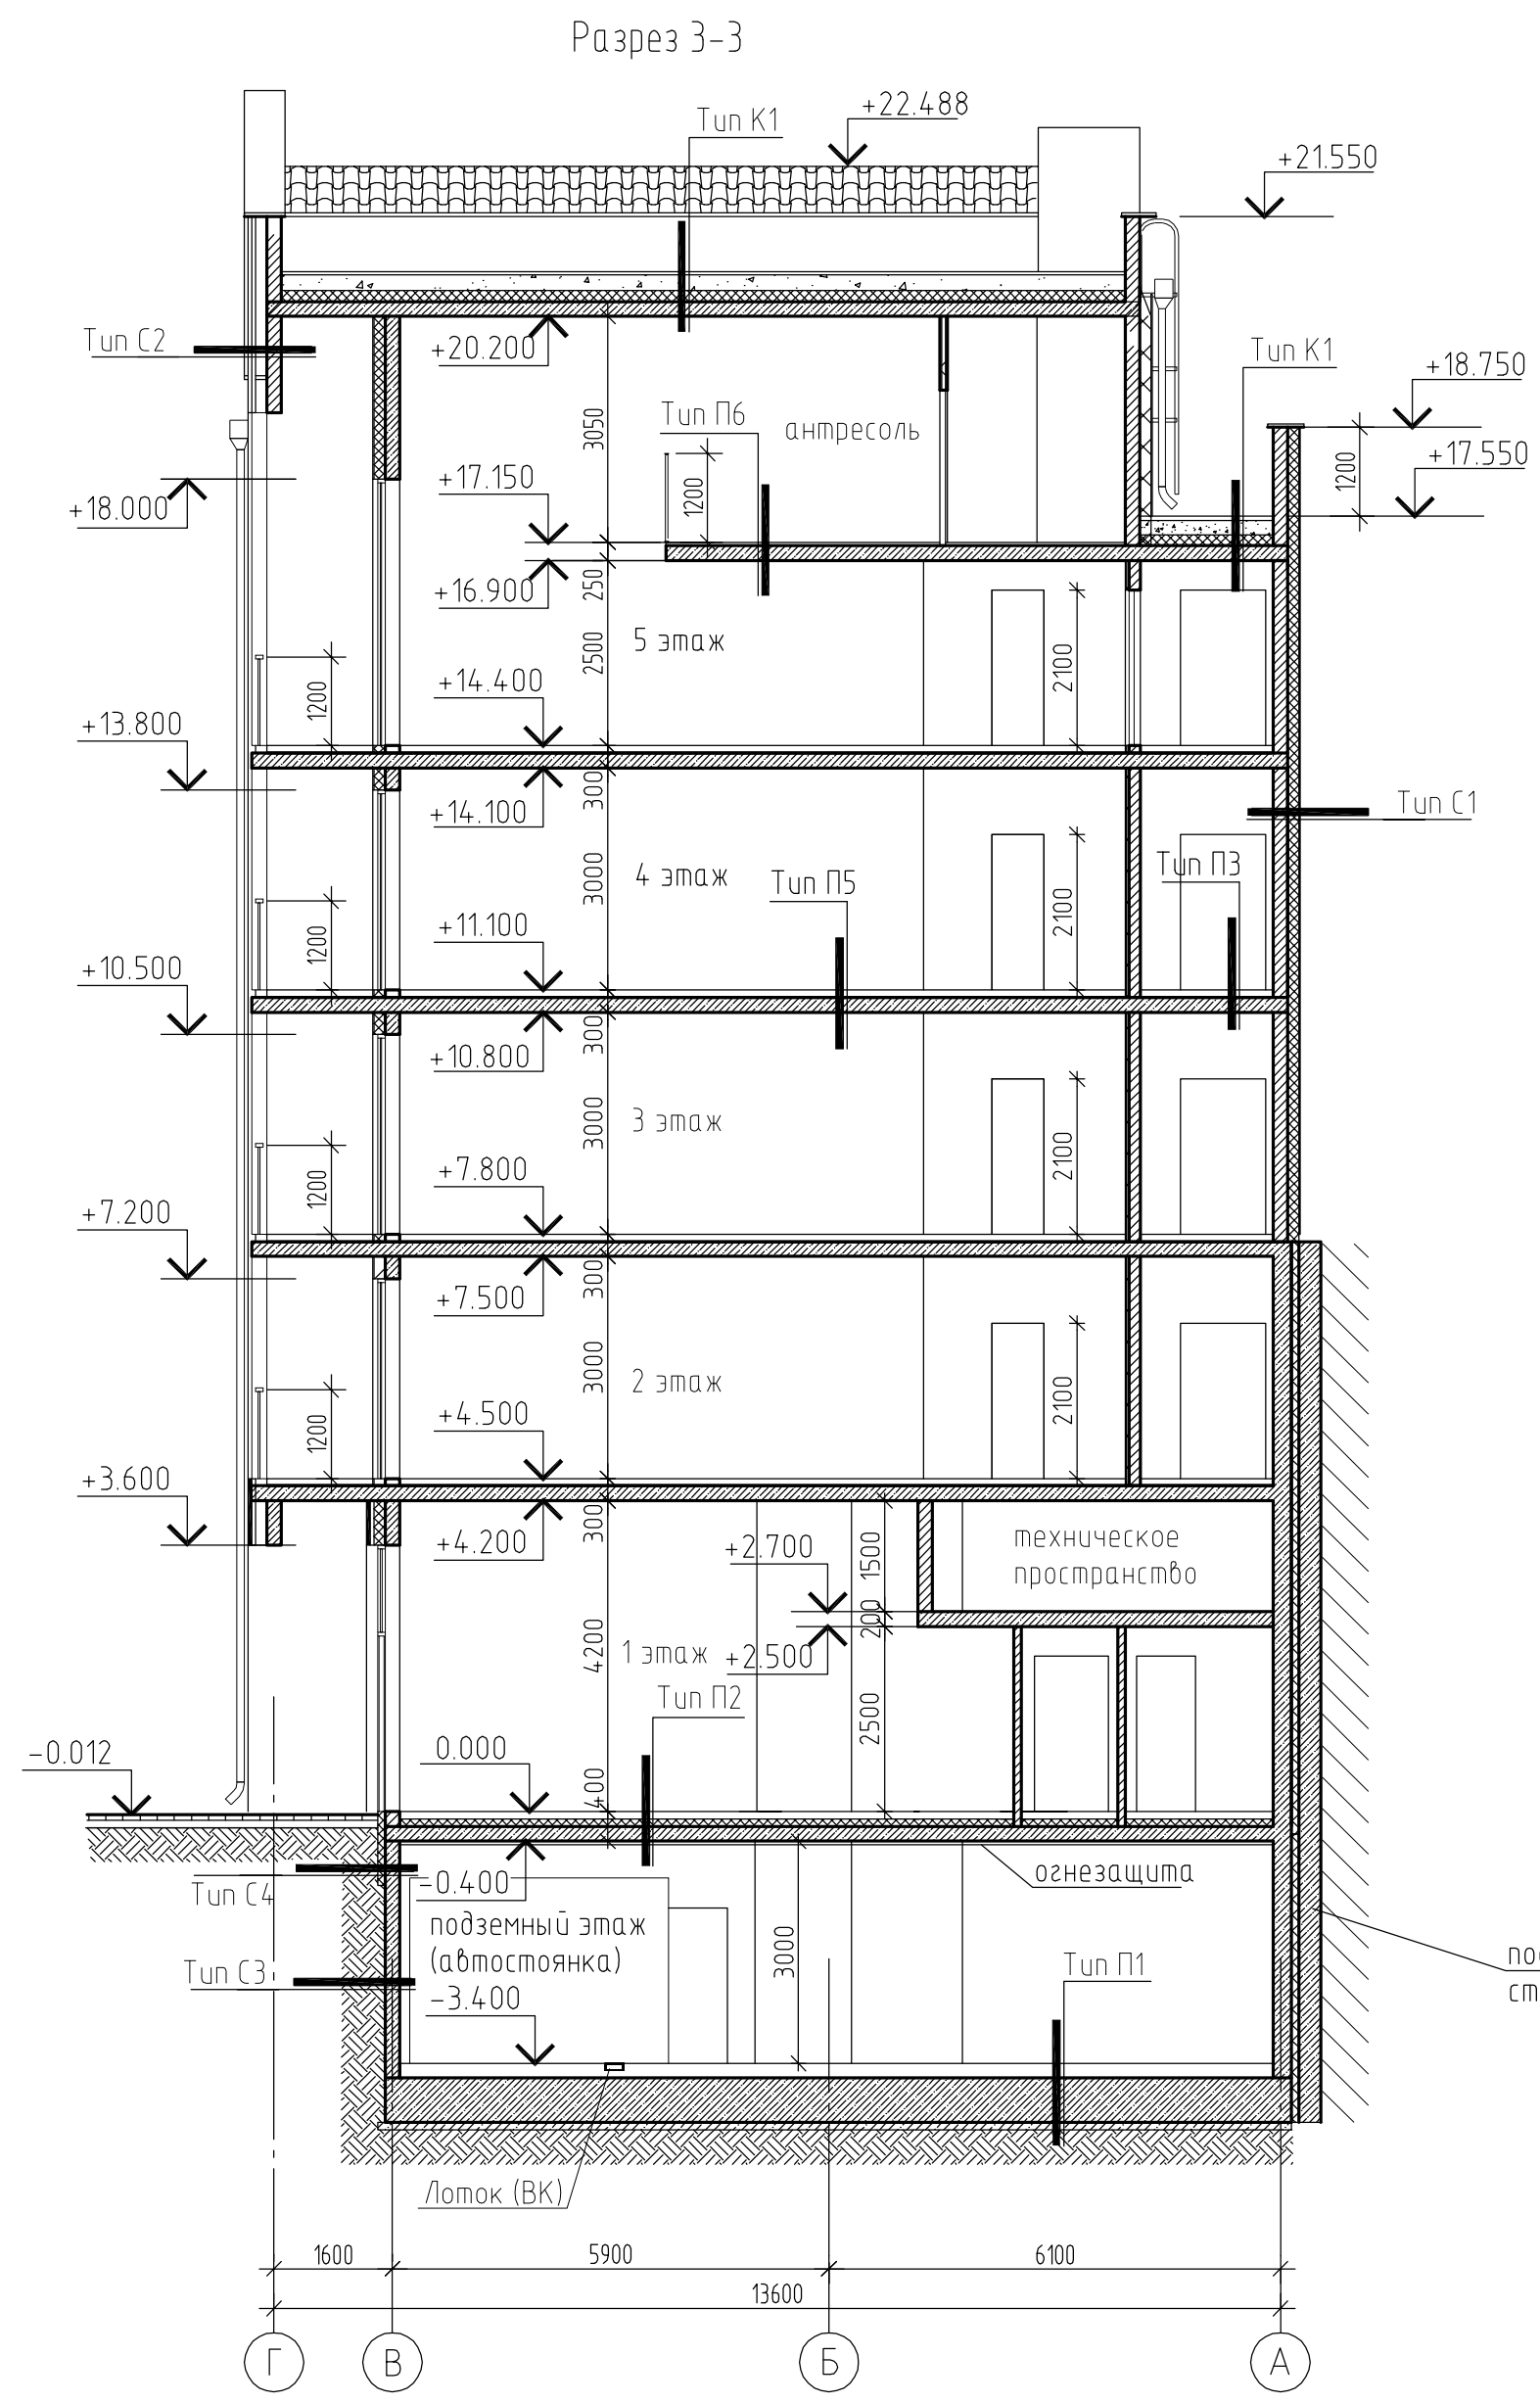 Разрез 3-3
Тип К1
+22.488
+21.550
Тип С2
+20.200
Тип К1
+18.750
3050
Тип П6
антресоль
+17.150
1200
1200
+17.550
+18.000
+16.900
250
5 этаж
2500
2100
+14.400
1200
+13.800
300
+14.100
Тип С1
4 этаж
3000
Тип П5
Тип П3
2100
+11.100
1200
+10.500
300
+10.800
3 этаж
3000
2100
+7.800
1200
+7.200
300
+7.500
2 этаж
3000
2100
+4.500
1200
+3.600
300
+4.200
+2.700
1500
техническое
пространство
200
4200
1 этаж
+2.500
Тип П2
2500
-0.012
0.000
400
-0.400
огнезащита
Тип С4
подземный этаж
(автостоянка)
3000
Тип С3
-3.400
Тип П1
Лоток (ВК)
1600
5900
6100
13600
Г
В
Б
А